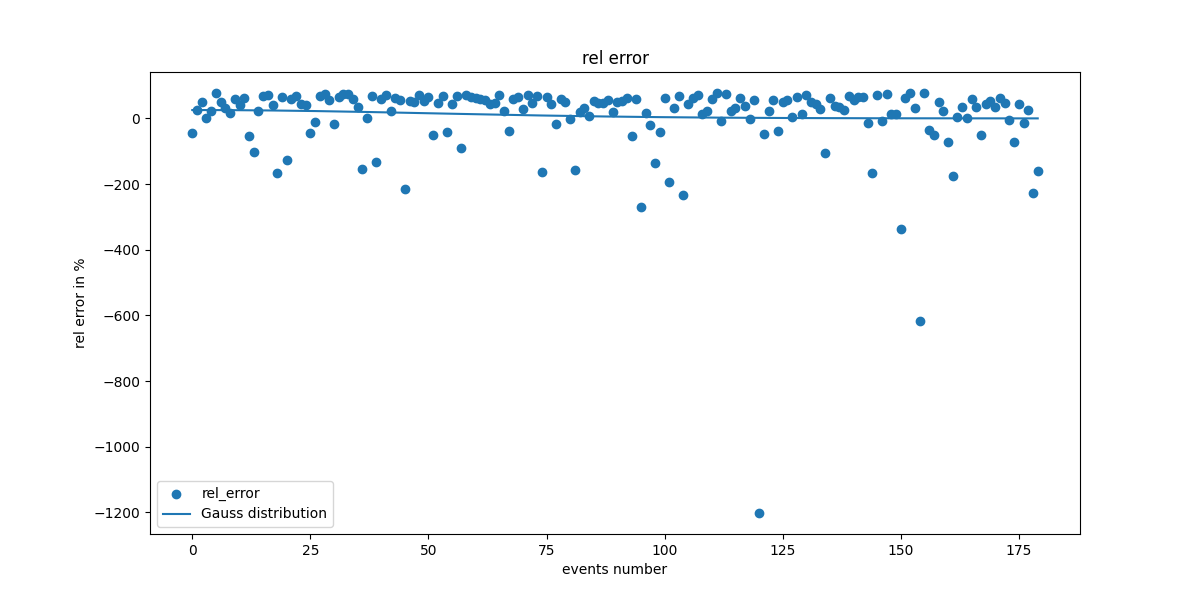 rel error
rel error in %
0
−200
−400
−600
−800
−1000
−1200
rel_error
Gauss distribution
0 25 50 75 100 125 150 175
events number